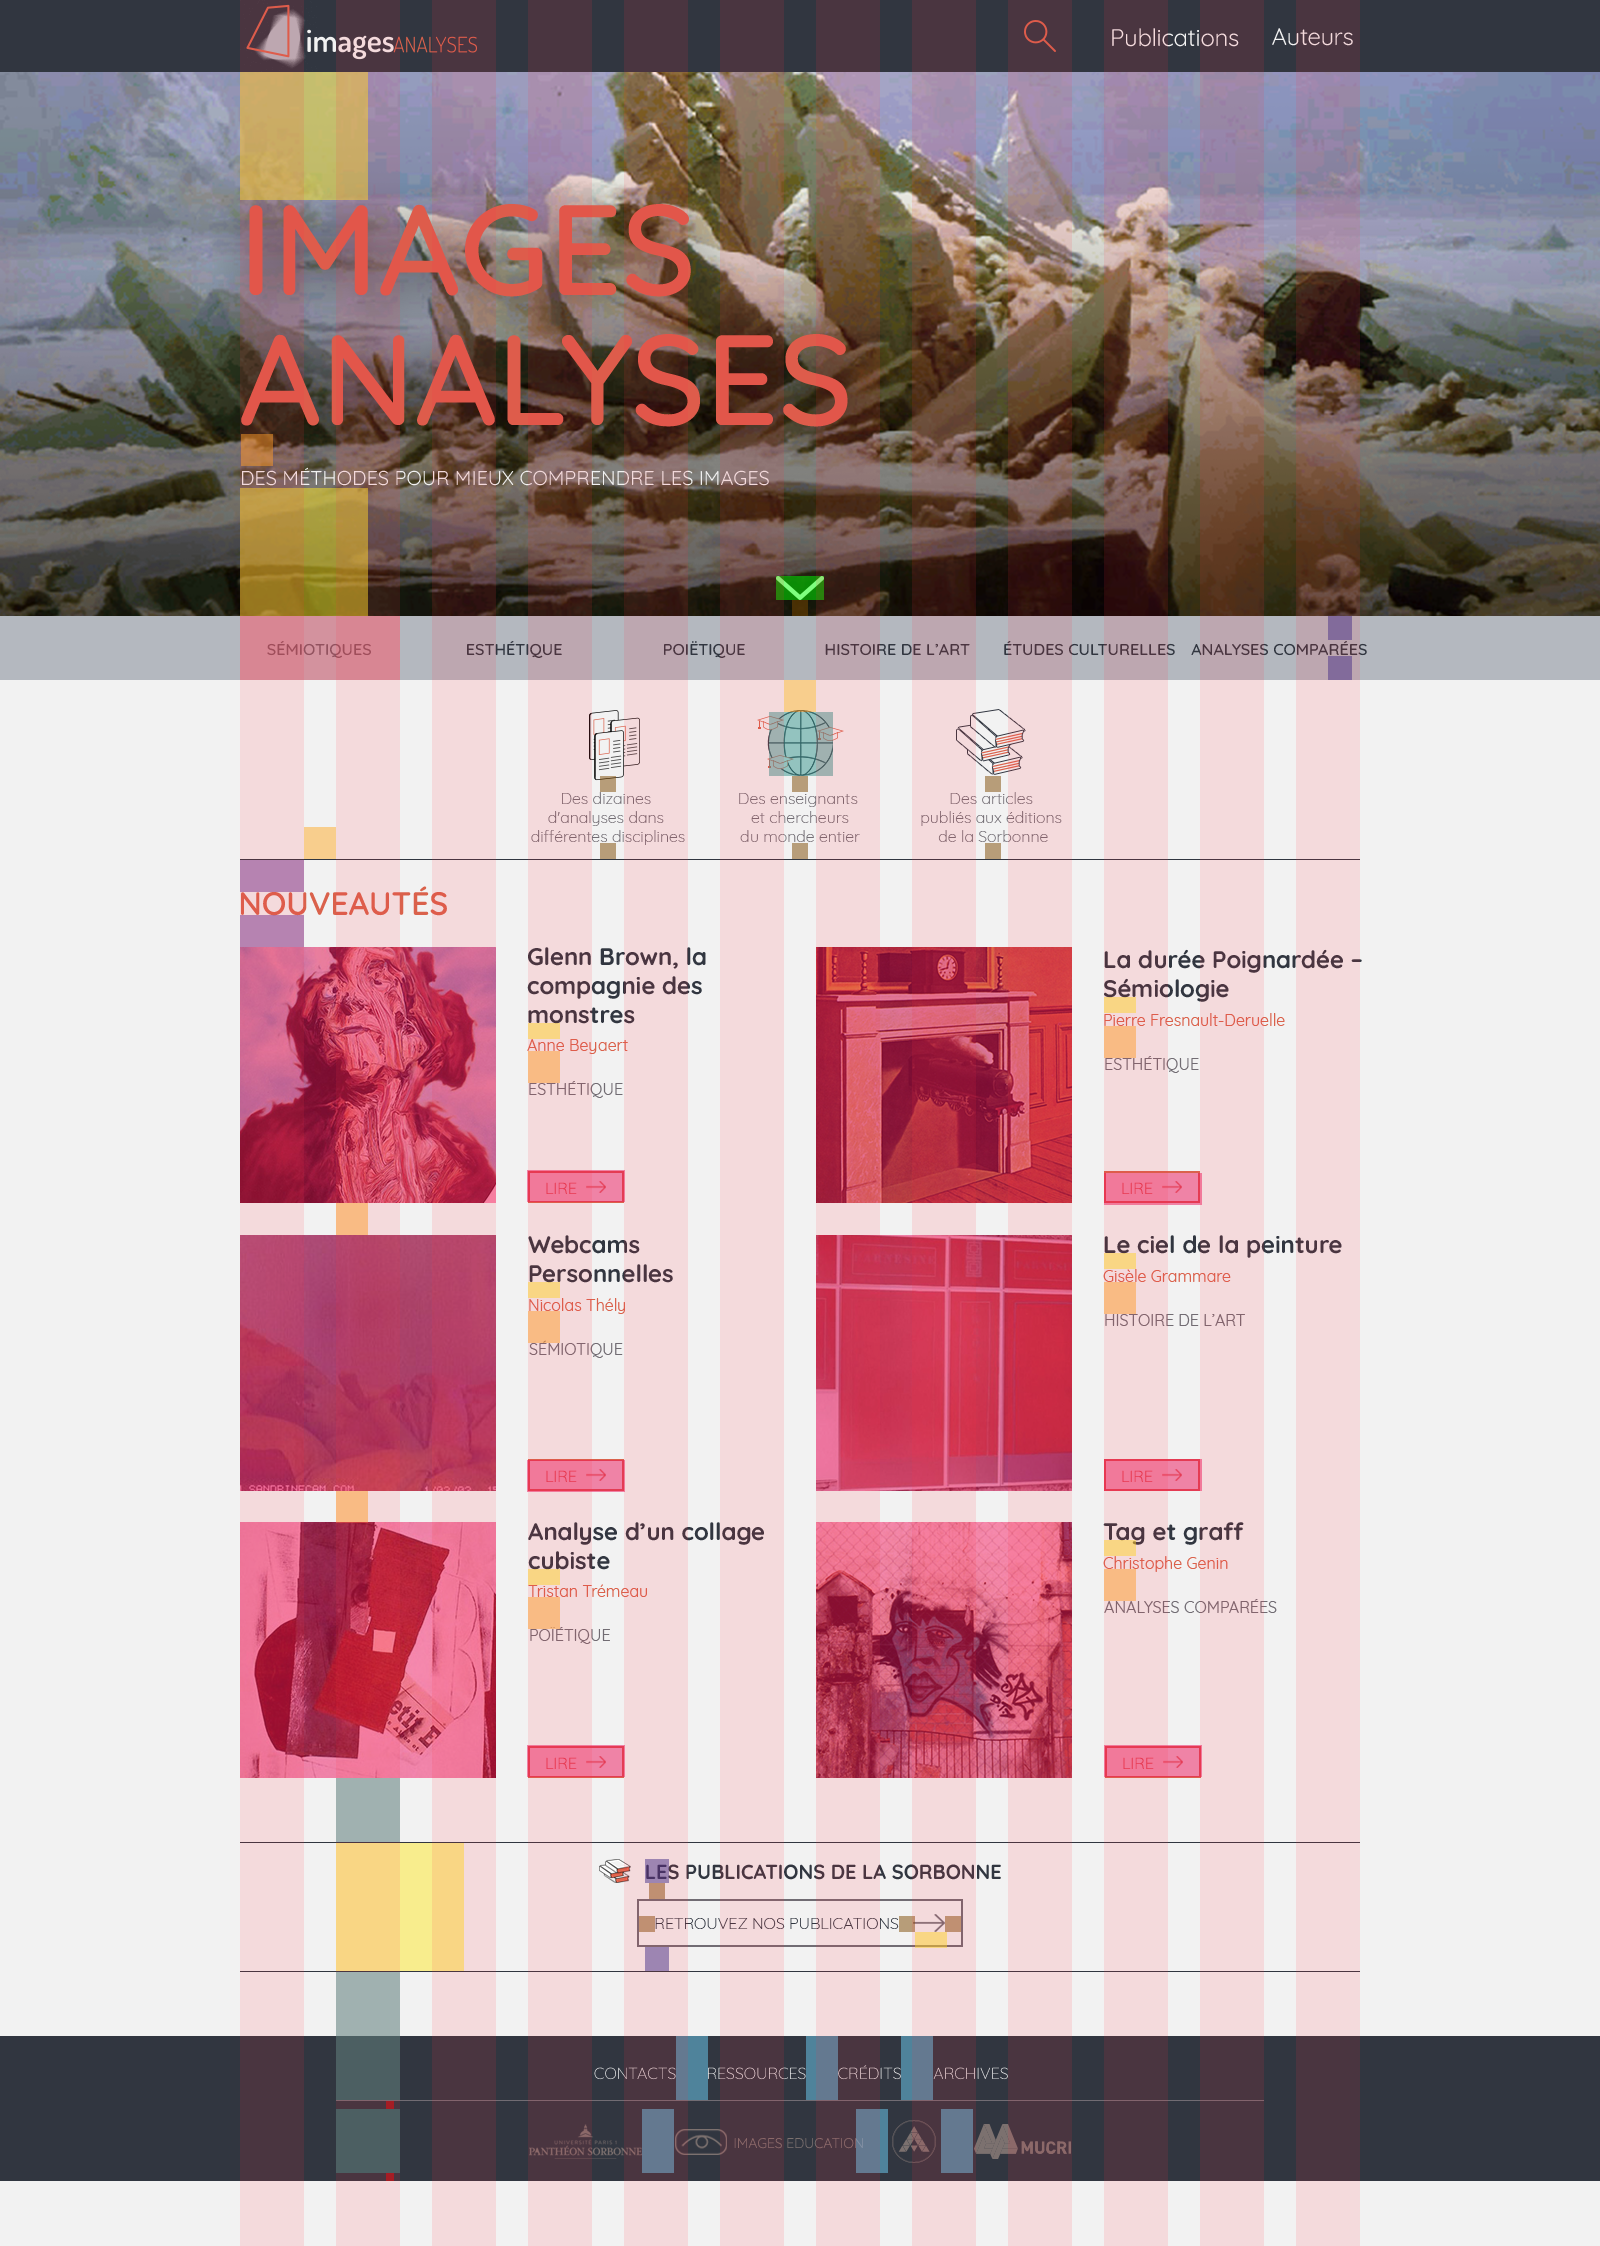 imagesANALYSES
Publications
Auteurs
IMAGES
ANALYSES
DES MÉTHODES POUR MIEUX COMPRENDRE LES IMAGES
SÉMIOTIQUES
ESTHÉTIQUE
POIËTIQUE
HISTOIRE DE L’ART
ÉTUDES CULTURELLES
ANALYSES COMPARÉES
Des dizaines
d'analyses dans
différentes disciplines
Des enseignants
et chercheurs
du monde entier
Des articles
publiés aux éditions
de la Sorbonne
NOUVEAUTÉS
Glenn Brown, la
compagnie des
monstres
Anne Beyaert
ESTHÉTIQUE
LIRE
La durée Poignardée –
Sémiologie
Pierre Fresnault-Deruelle
ESTHÉTIQUE
LIRE
Webcams
Personnelles
Nicolas Thély
SÉMIOTIQUE
LIRE
Le ciel de la peinture
Gisèle Grammare
HISTOIRE DE L’ART
LIRE
Analyse d’un collage
cubiste
Tristan Trémeau
POIËTIQUE
LIRE
Tag et graff
Christophe Genin
ANALYSES COMPARÉES
LIRE
LES PUBLICATIONS DE LA SORBONNE
RETROUVEZ NOS PUBLICATIONS
CONTACTS
RESSOURCES
CRÉDITS
ARCHIVES
UNIVERSITÉ PARIS 1
PANTHÉON SORBONNE
IMAGES EDUCATION
MUCRI